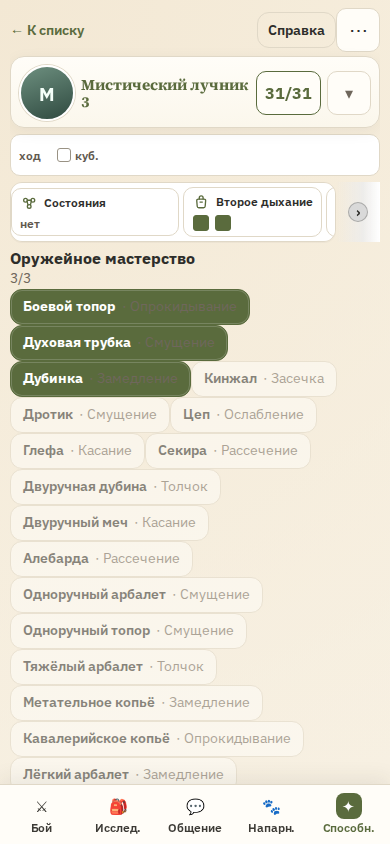 ← К списку
Справка
...
М
Мистический лучник 3
31/31
▼
ход
куб.
Состояния
нет
Второе дыхание
›
Оружейное мастерство
3/3
Боевой топор · Опрокидывание
Духовая трубка · Смущение
Дубинка · Замедление
Кинжал · Засечка
Дротик · Смущение
Цеп · Ослабление
Глефа · Касание
Секира · Рассечение
Двуручная дубина · Толчок
Двуручный меч · Касание
Алебарда · Рассечение
Одноручный арбалет · Смущение
Одноручный топор · Смущение
Тяжёлый арбалет · Толчок
Метательное копьё · Замедление
Кавалерийское копьё · Опрокидывание
Лёгкий арбалет · Замедление
Бой
Исслед.
Общение
Напарн.
Способн.